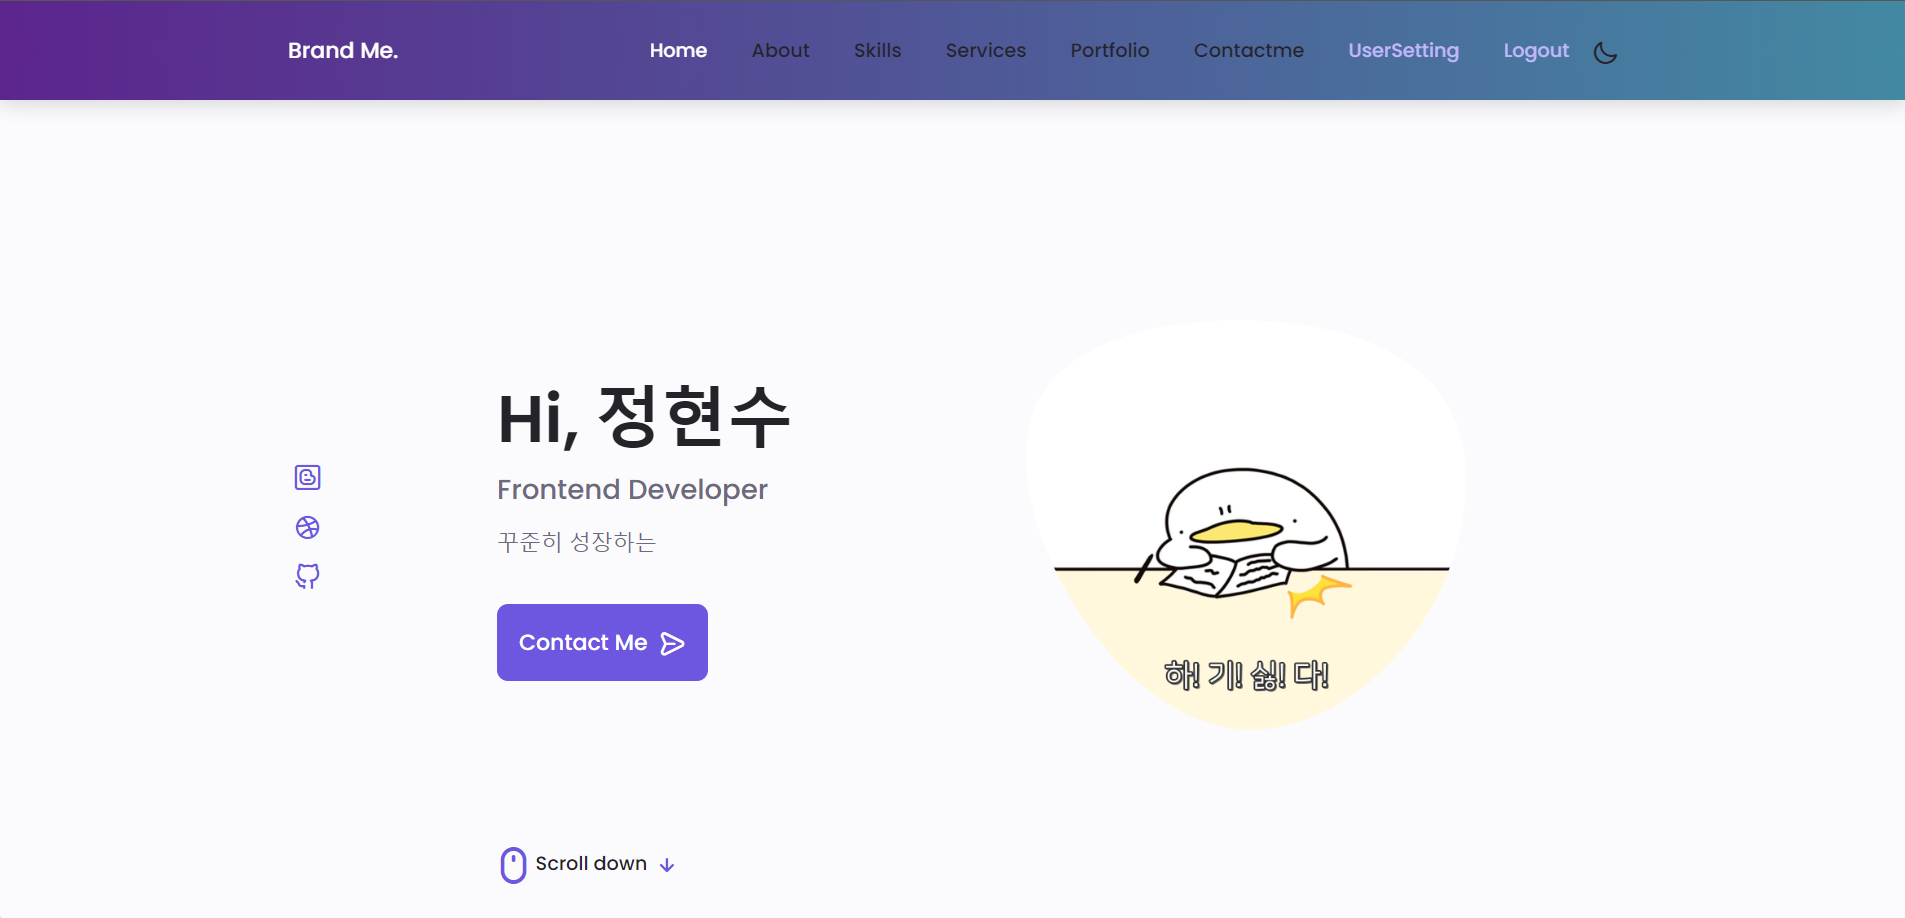 Brand Me. Home About Skills Services Portfolio Contactme UserSetting Logout
Hi, 정현수
Frontend Developer
꾸준히 성장하는
Contact Me
하! 기! 싫! 다!
Scroll down